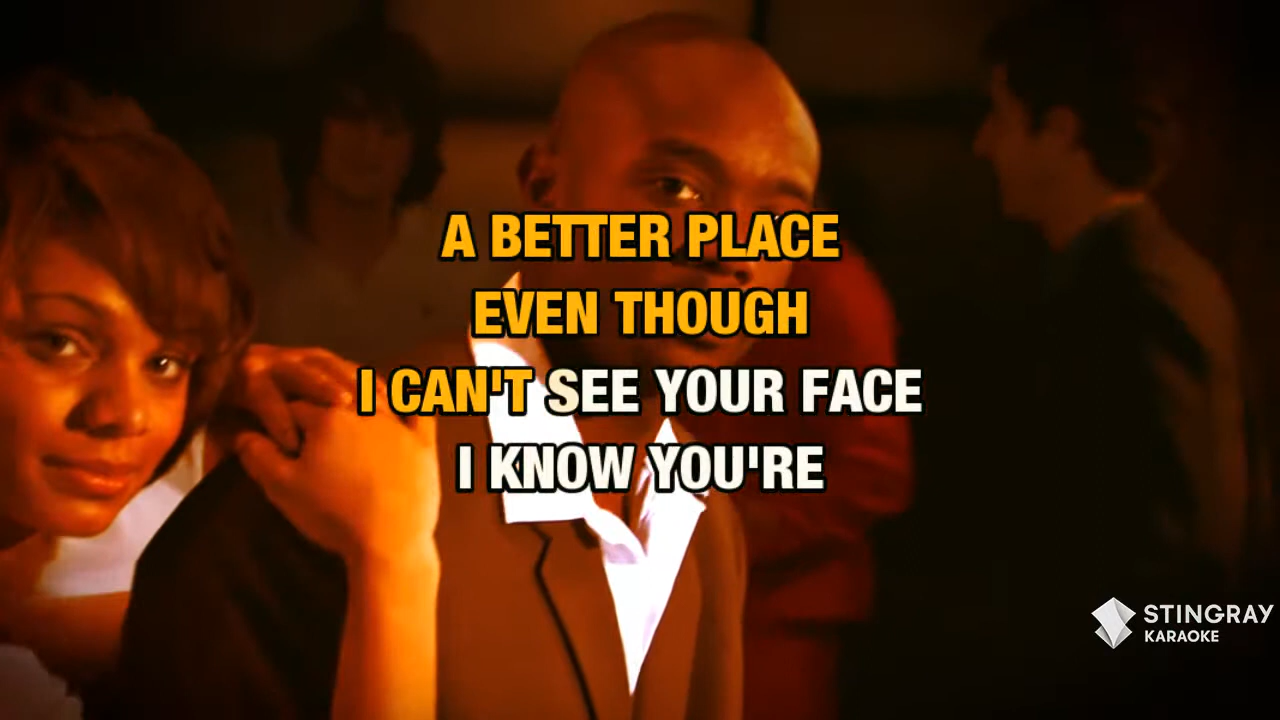 A BETTER PLACE
EVEN THOUGH
I CAN'T SEE YOUR FACE
I KNOW YOU'RE
STINGRAY
KARAOKE